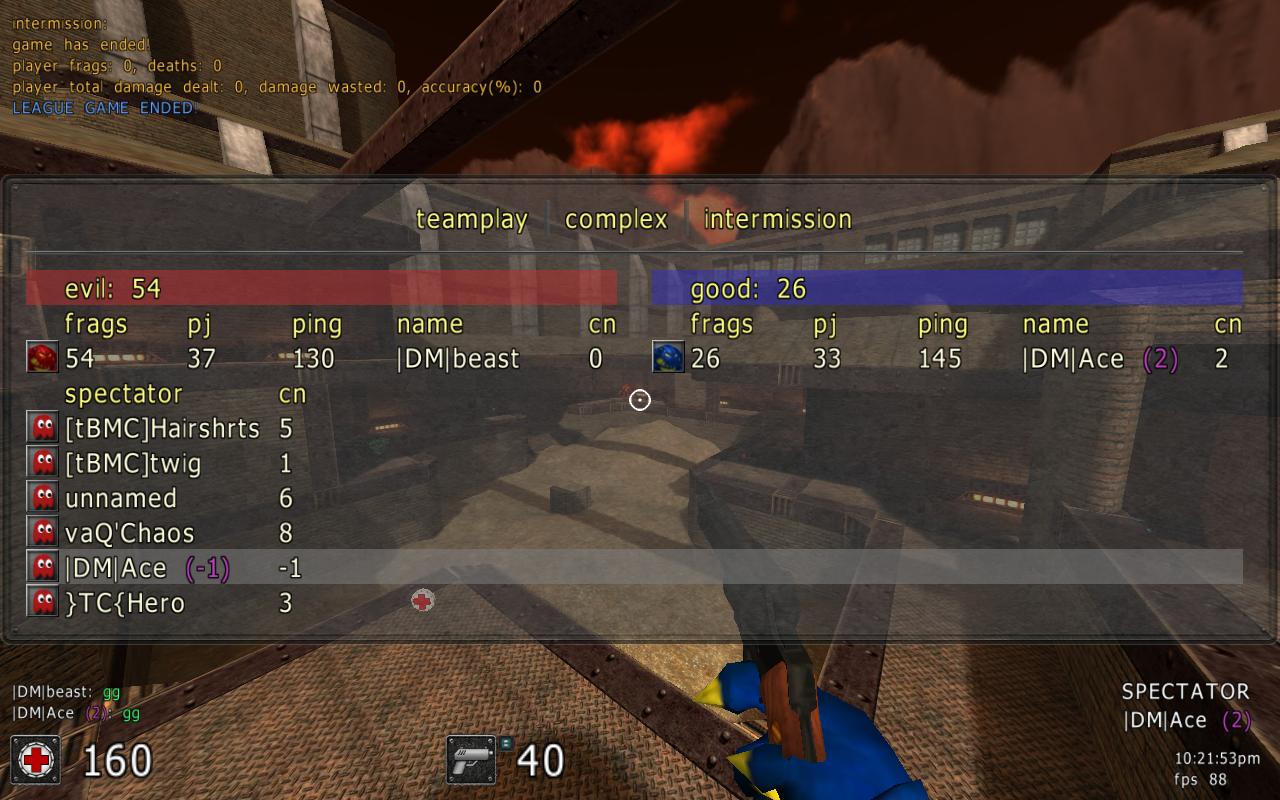 intermission:
game has ended!
player frags: 0, deaths: 0
player total damage dealt: 0, damage wasted: 0, accuracy(%): 0
LEAGUE GAME ENDED!
teamplay | complex | intermission
evil: 54 good: 26
frags pj ping name cn frags pj ping name cn
54 37 130 |DM|beast 0 26 33 145 |DM|Ace (2) 2
spectator cn
[tBMC]Hairshrts 5
[tBMC]twig 1
unnamed 6
vaQ'Chaos 8
|DM|Ace (-1) -1
}TC{Hero 3
|DM|beast: gg
|DM|Ace (2): gg
SPECTATOR
|DM|Ace (2)
160 40
10:21:53pm
fps 88